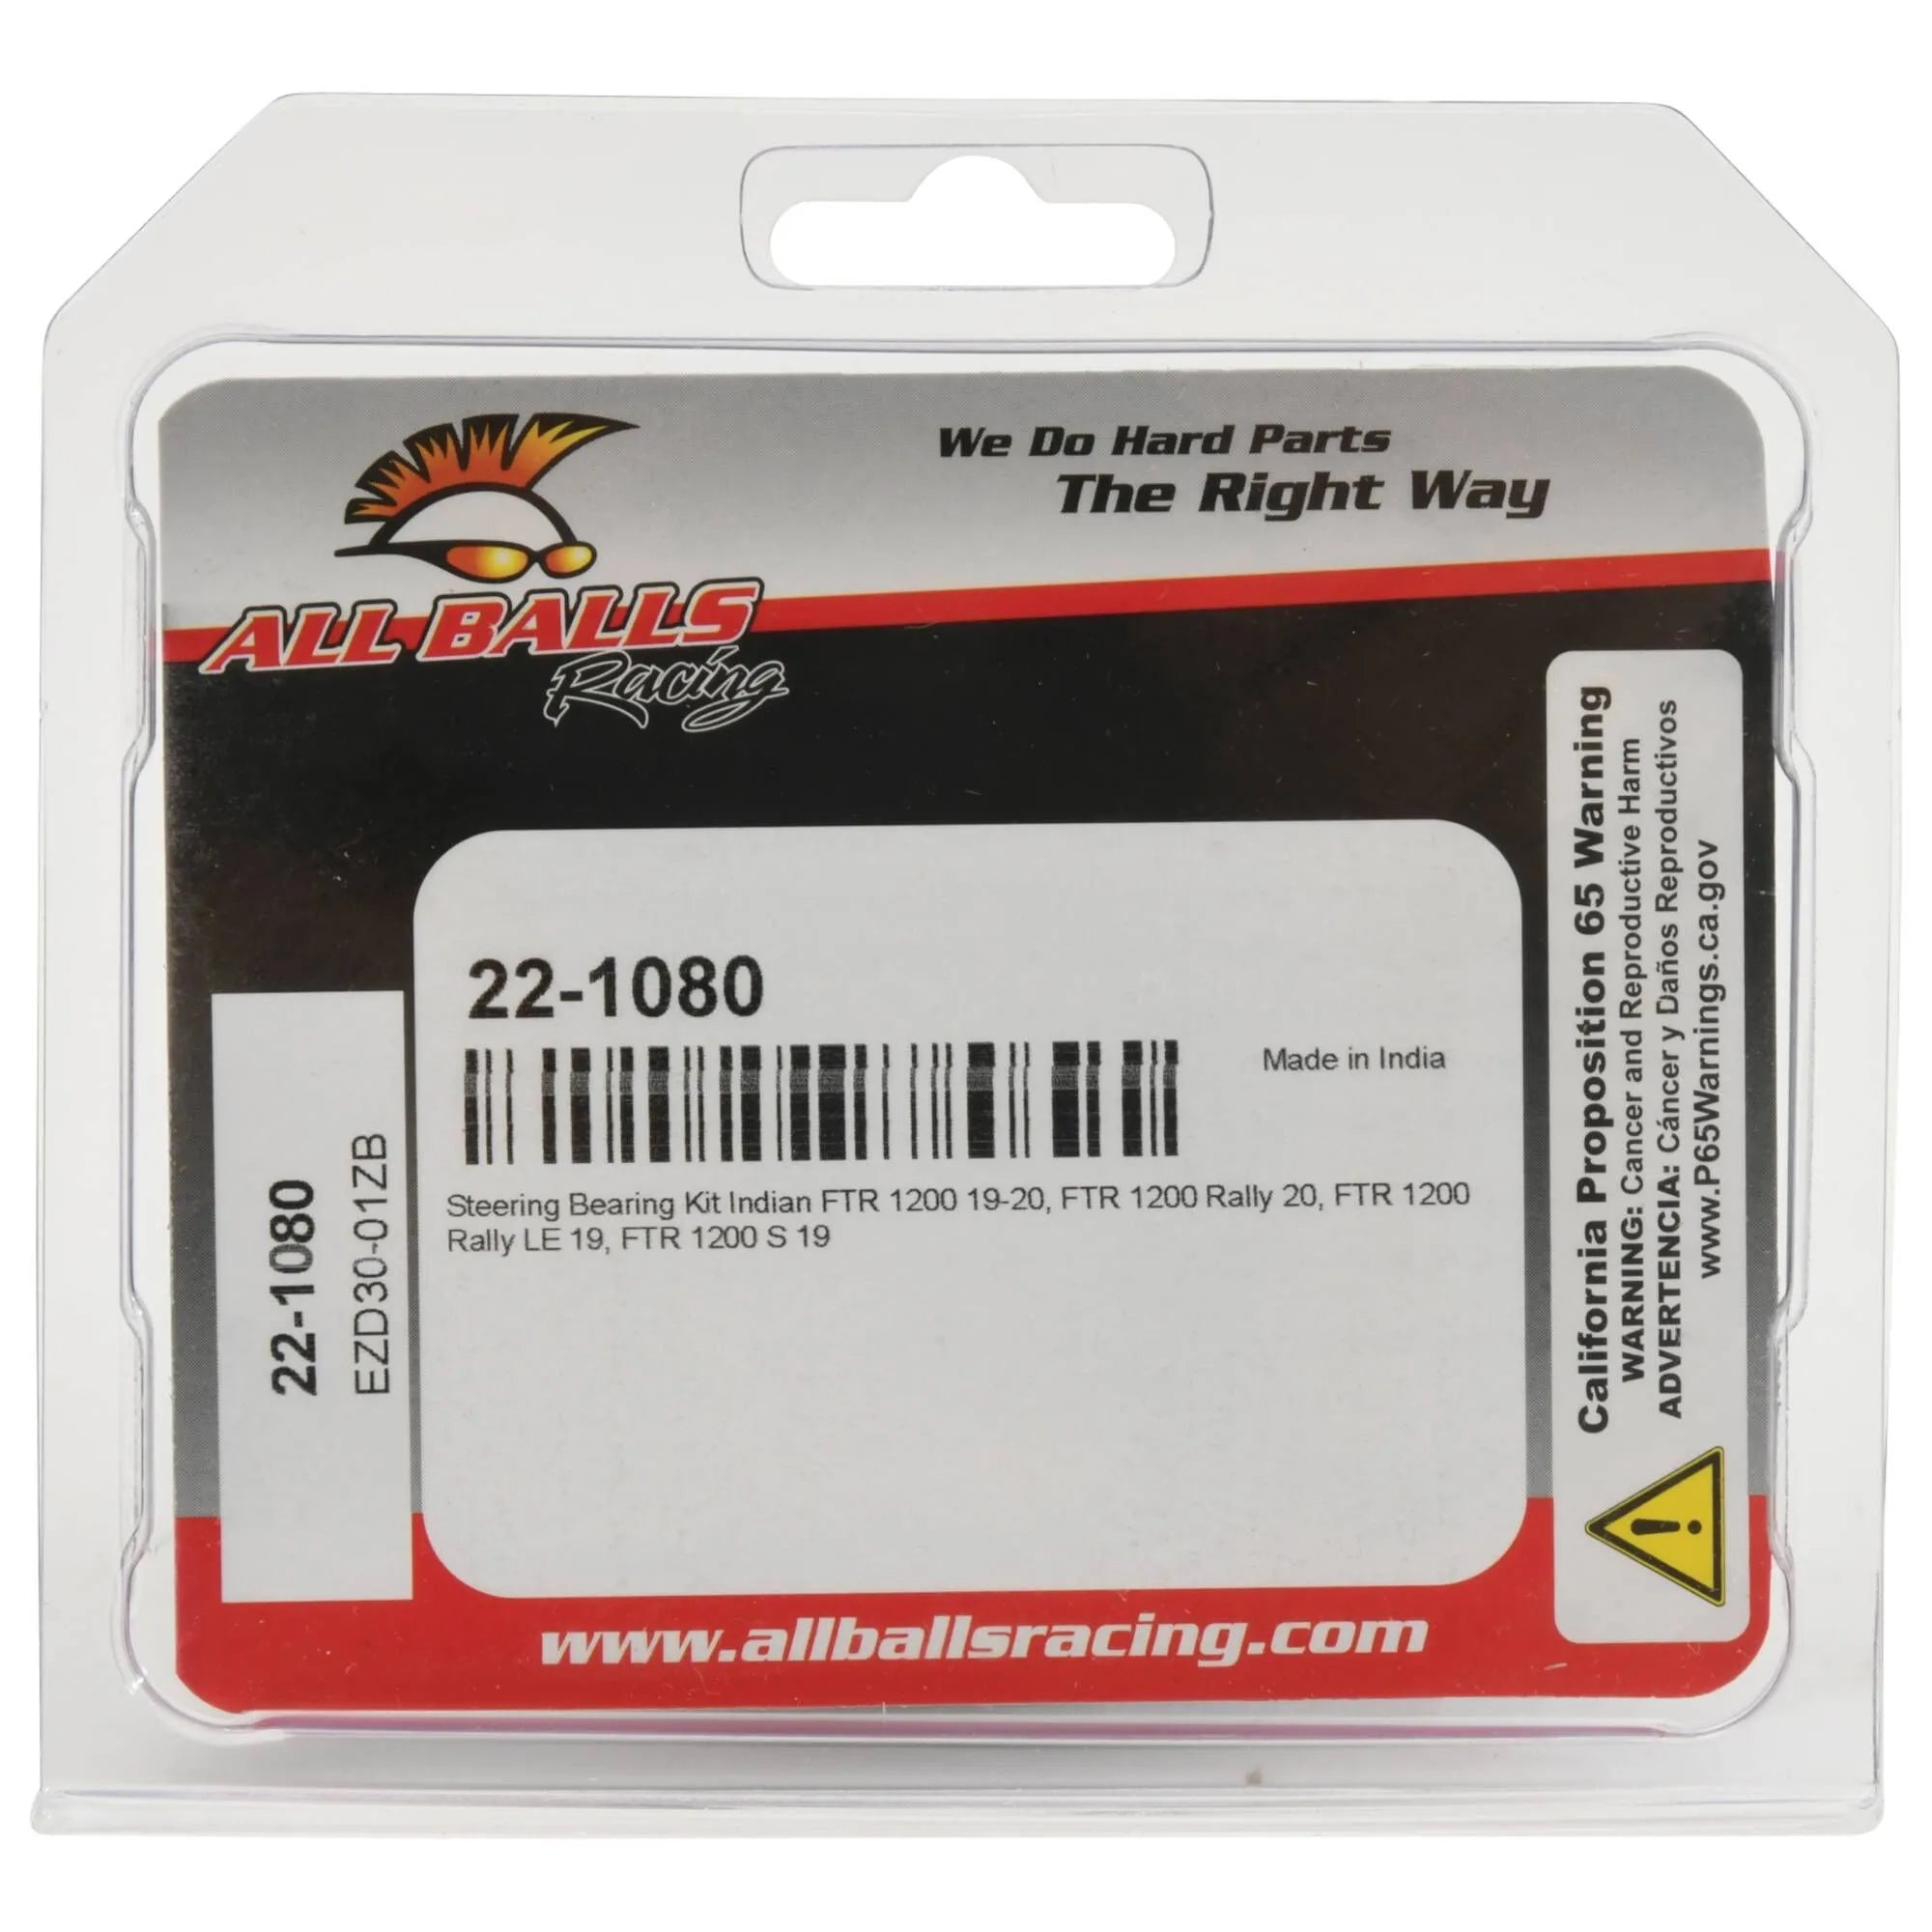 We Do Hard Parts
The Right Way
ALL BALLS
Racing
22-1080
Made in India
Steering Bearing Kit Indian FTR 1200 19-20, FTR 1200 Rally 20, FTR 1200
Rally LE 19, FTR 1200 S 19
22-1080
EZD30-01ZB
California Proposition 65 Warning
WARNING: Cancer and Reproductive Harm
ADVERTENCIA: Cáncer y Daños Reproductivos
www.P65Warnings.ca.gov
www.allballsracing.com